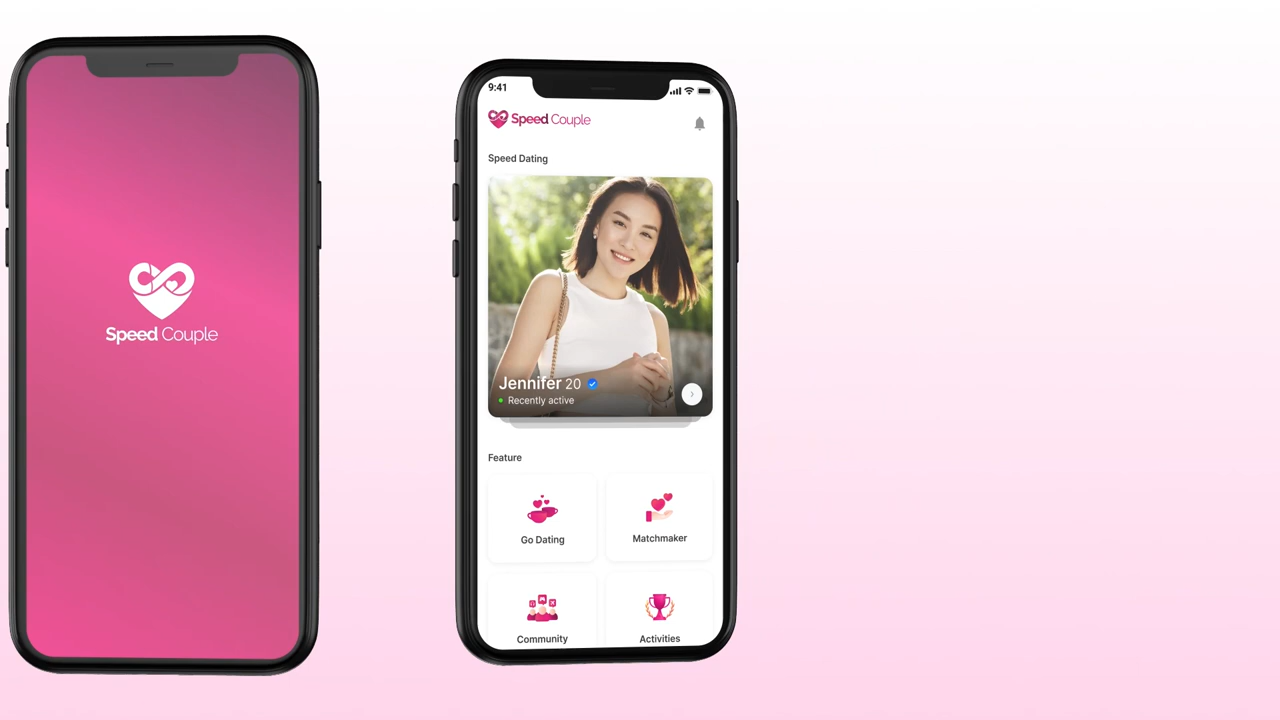 Speed Couple
9:41
Speed Couple
Speed Dating
Jennifer 20
Recently active
Feature
Go Dating
Matchmaker
Community
Activities